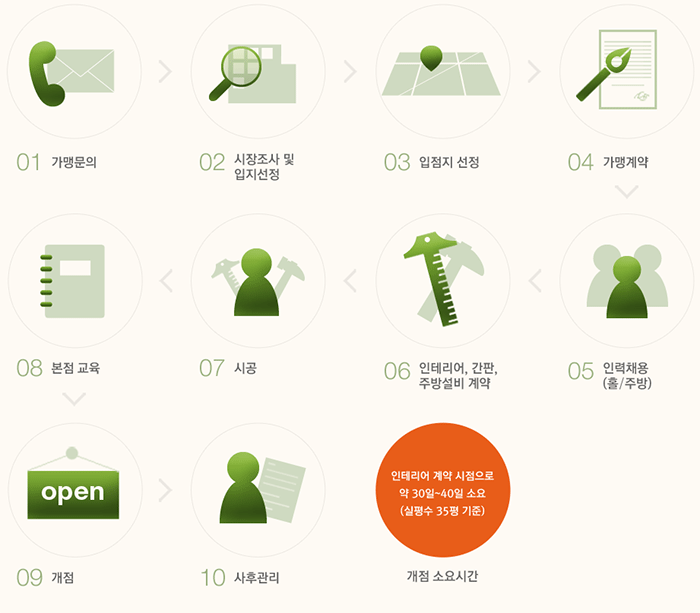 01 가맹문의
02 시장조사 및
입지선정
03 입점지 선정
04 가맹계약
05 인력채용
(홀/주방)
06 인테리어, 간판,
주방설비 계약
07 시공
08 본점 교육
open
09 개점
10 사후관리
인테리어 계약 시점으로
약 30일~40일 소요
(실평수 35평 기준)
개점 소요시간